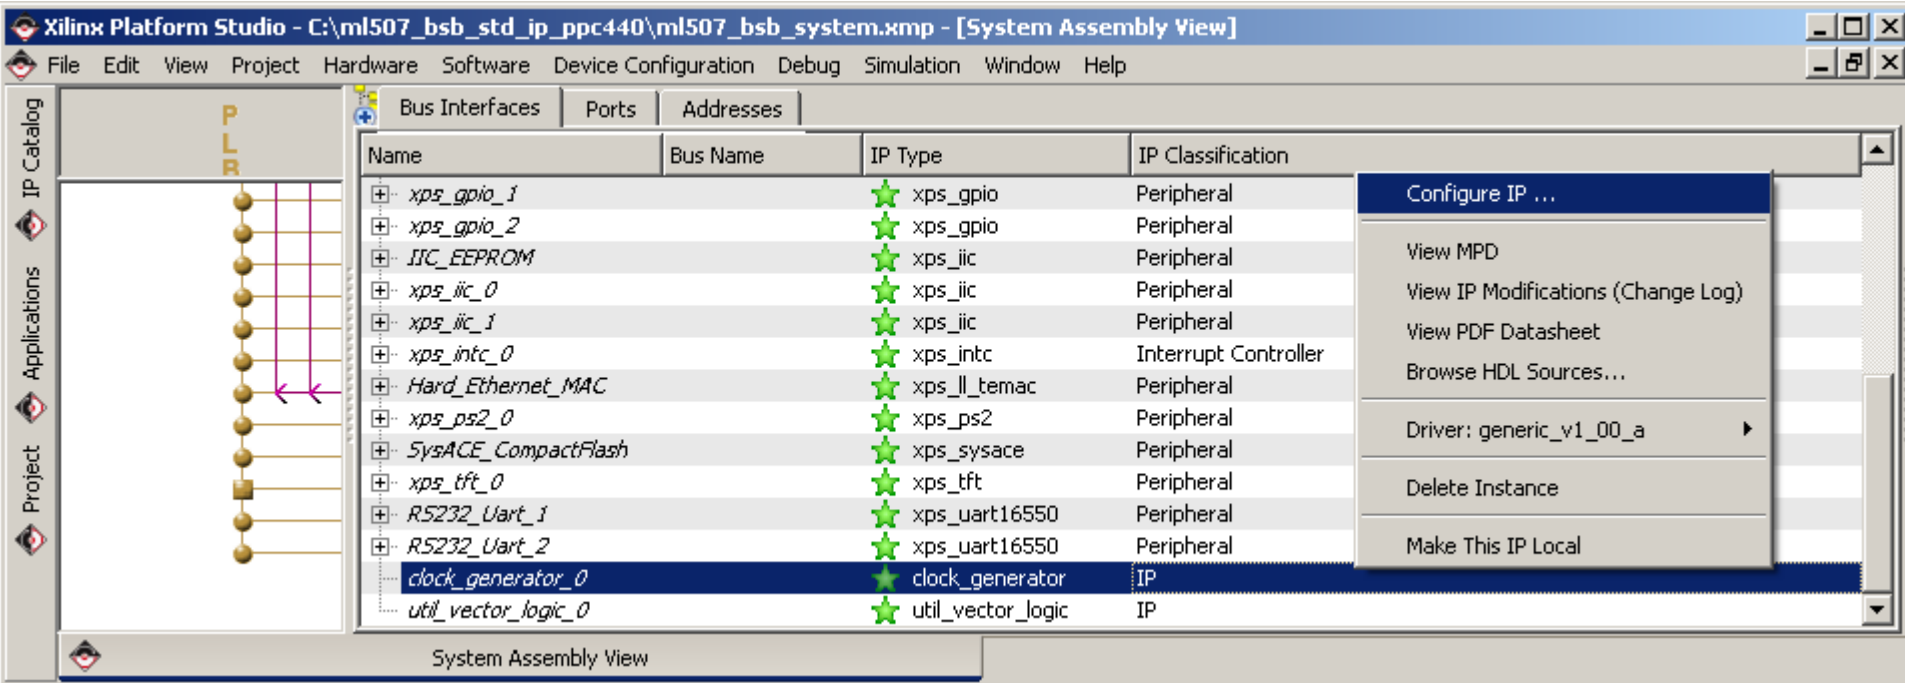 Xilinx Platform Studio - C:\ml507_bsb_std_ip_ppc440\ml507_bsb_system.xmp - [System Assembly View]
File Edit View Project Hardware Software Device Configuration Debug Simulation Window Help
IP Catalog
Applications
Project
P
L
B
Bus Interfaces Ports Addresses
Name Bus Name IP Type IP Classification
xps_gpio_1 xps_gpio Peripheral
xps_gpio_2 xps_gpio Peripheral
IIC_EEPROM xps_iic Peripheral
xps_iic_0 xps_iic Peripheral
xps_iic_1 xps_iic Peripheral
xps_intc_0 xps_intc Interrupt Controller
Hard_Ethernet_MAC xps_ll_temac Peripheral
xps_ps2_0 xps_ps2 Peripheral
SysACE_CompactFlash xps_sysace Peripheral
xps_tft_0 xps_tft Peripheral
RS232_Uart_1 xps_uart16550 Peripheral
RS232_Uart_2 xps_uart16550 Peripheral
clock_generator_0 clock_generator IP
util_vector_logic_0 util_vector_logic IP
Configure IP ...
View MPD
View IP Modifications (Change Log)
View PDF Datasheet
Browse HDL Sources...
Driver: generic_v1_00_a
Delete Instance
Make This IP Local
System Assembly View